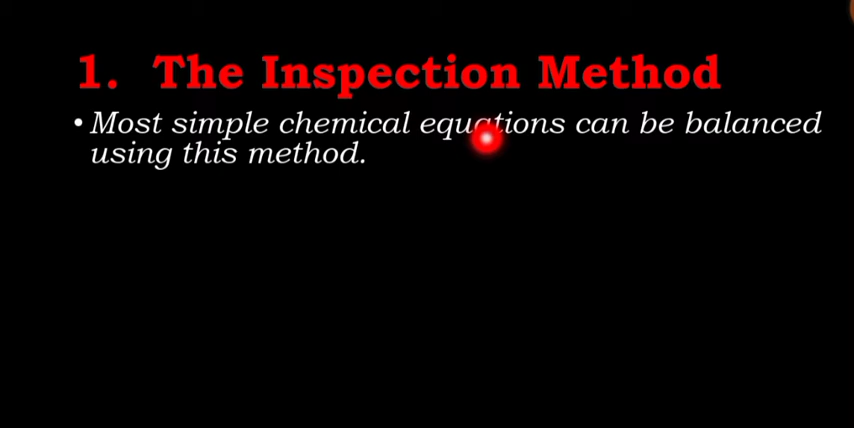 1. The Inspection Method
• Most simple chemical equations can be balanced
using this method.